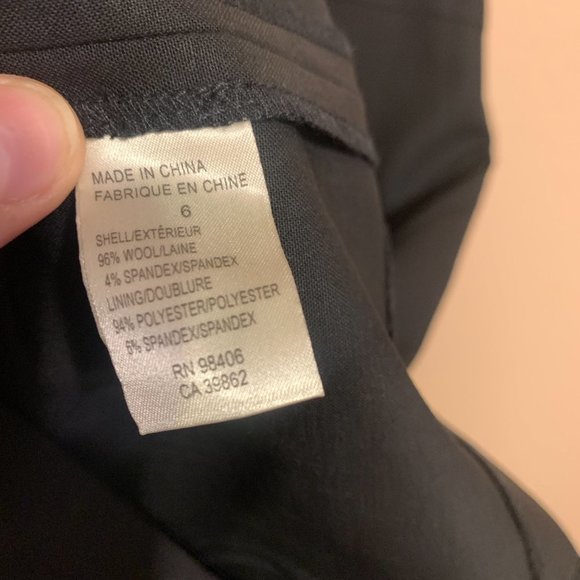 MADE IN CHINA
FABRIQUE EN CHINE
6
SHELL/EXTÉRIEUR
96% WOOL/LAINE
4% SPANDEX/SPANDEX
LINING/DOUBLURE
94% POLYESTER/POLYESTER
6% SPANDEX/SPANDEX
RN 98406
CA 39862